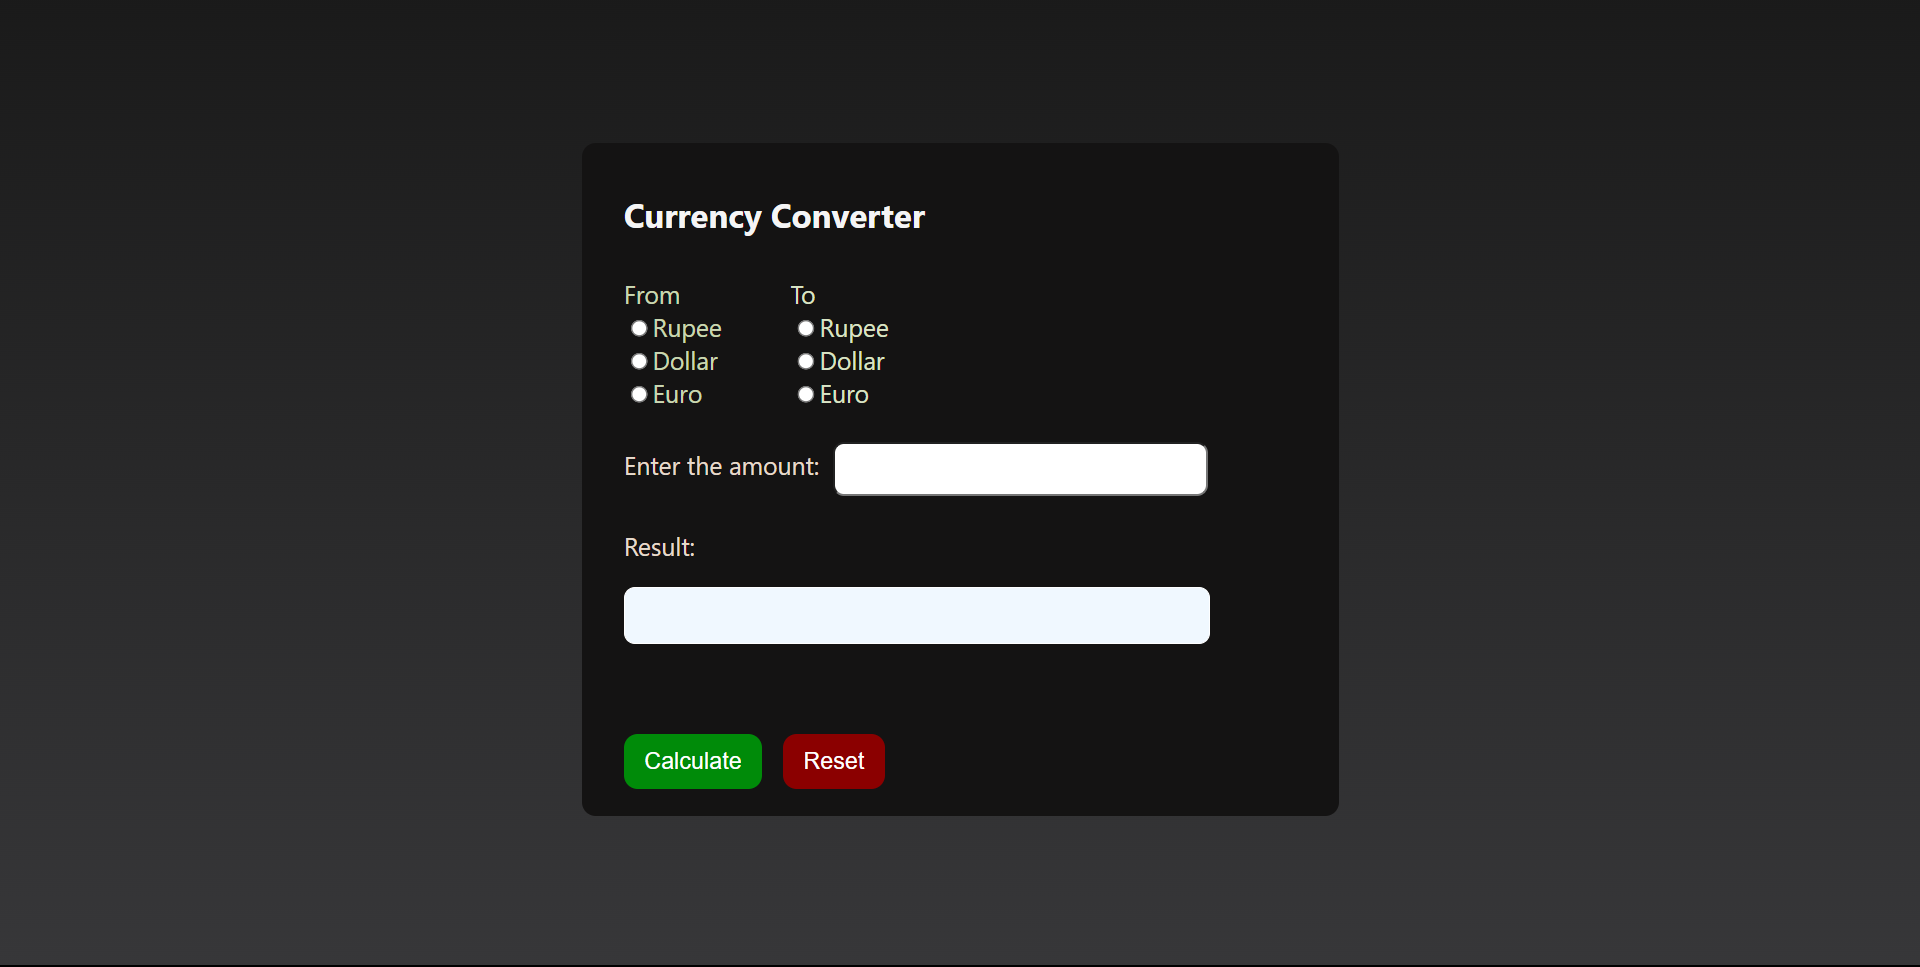 Currency Converter
From
Rupee
Dollar
Euro
To
Rupee
Dollar
Euro
Enter the amount:
Result:
Calculate
Reset